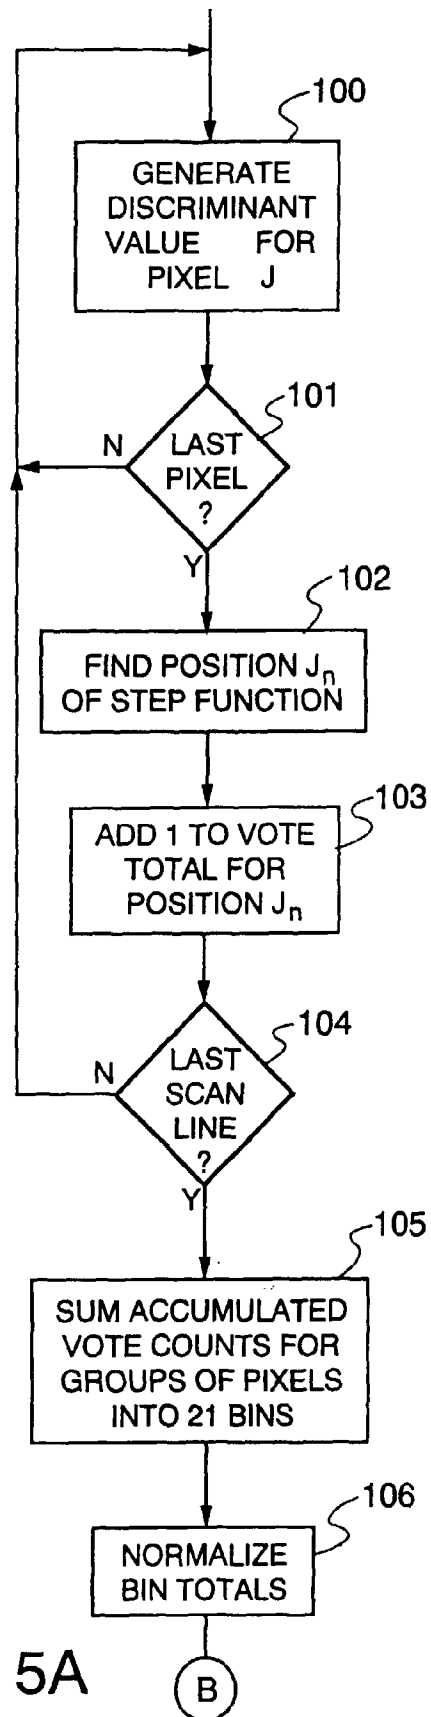 100
GENERATE
DISCRIMINANT
VALUE FOR
PIXEL J
101
N
LAST
PIXEL
?
Y
102
FIND POSITION Jn
OF STEP FUNCTION
103
ADD 1 TO VOTE
TOTAL FOR
POSITION Jn
104
N
LAST
SCAN
LINE
?
Y
105
SUM ACCUMULATED
VOTE COUNTS FOR
GROUPS OF PIXELS
INTO 21 BINS
106
NORMALIZE
BIN TOTALS
5A
B